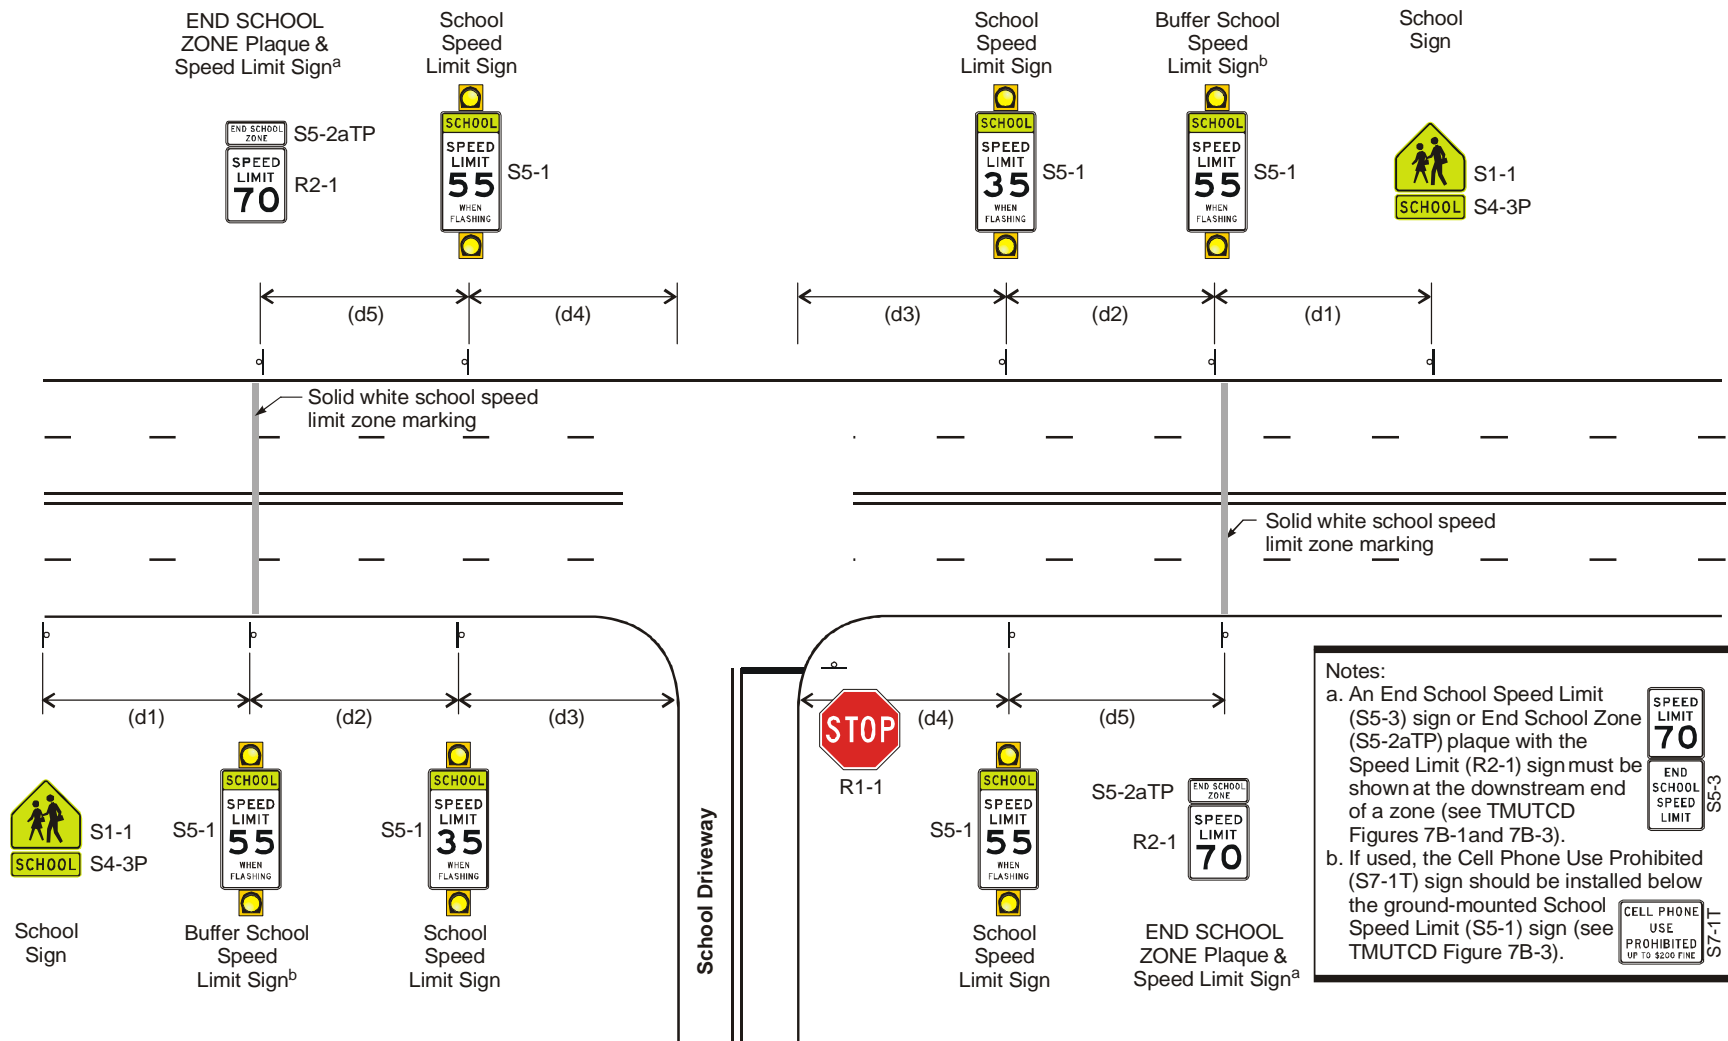 END SCHOOL
ZONE Plaque &
Speed Limit Signa
School
Speed
Limit Sign
School
Speed
Limit Sign
Buffer School
Speed
Limit Signb
School
Sign
END SCHOOL
ZONE
S5-2aTP
SPEED
LIMIT
70
R2-1
SCHOOL
SPEED
LIMIT
55
WHEN
FLASHING
S5-1
SCHOOL
SPEED
LIMIT
35
WHEN
FLASHING
S5-1
SCHOOL
SPEED
LIMIT
55
WHEN
FLASHING
S5-1
S1-1
SCHOOL
S4-3P
(d5)
(d4)
(d3)
(d2)
(d1)
Solid white school speed
limit zone marking
Solid white school speed
limit zone marking
(d1)
(d2)
(d3)
(d4)
(d5)
STOP
R1-1
S1-1
SCHOOL
S4-3P
School
Sign
SCHOOL
SPEED
LIMIT
55
WHEN
FLASHING
S5-1
Buffer School
Speed
Limit Signb
SCHOOL
SPEED
LIMIT
35
WHEN
FLASHING
S5-1
School
Speed
Limit Sign
School Driveway
SCHOOL
SPEED
LIMIT
55
WHEN
FLASHING
S5-1
School
Speed
Limit Sign
S5-2aTP
END SCHOOL
ZONE
R2-1
SPEED
LIMIT
70
END SCHOOL
ZONE Plaque &
Speed Limit Signa
Notes:
a. An End School Speed Limit
(S5-3) sign or End School Zone
(S5-2aTP) plaque with the
Speed Limit (R2-1) sign must be
shown at the downstream end
of a zone (see TMUTCD
Figures 7B-1and 7B-3).
SPEED
LIMIT
70
END
SCHOOL
SPEED
LIMIT
S5-3
b. If used, the Cell Phone Use Prohibited
(S7-1T) sign should be installed below
the ground-mounted School
Speed Limit (S5-1) sign (see
TMUTCD Figure 7B-3).
CELL PHONE
USE
PROHIBITED
UP TO $200 FINE
S7-1T